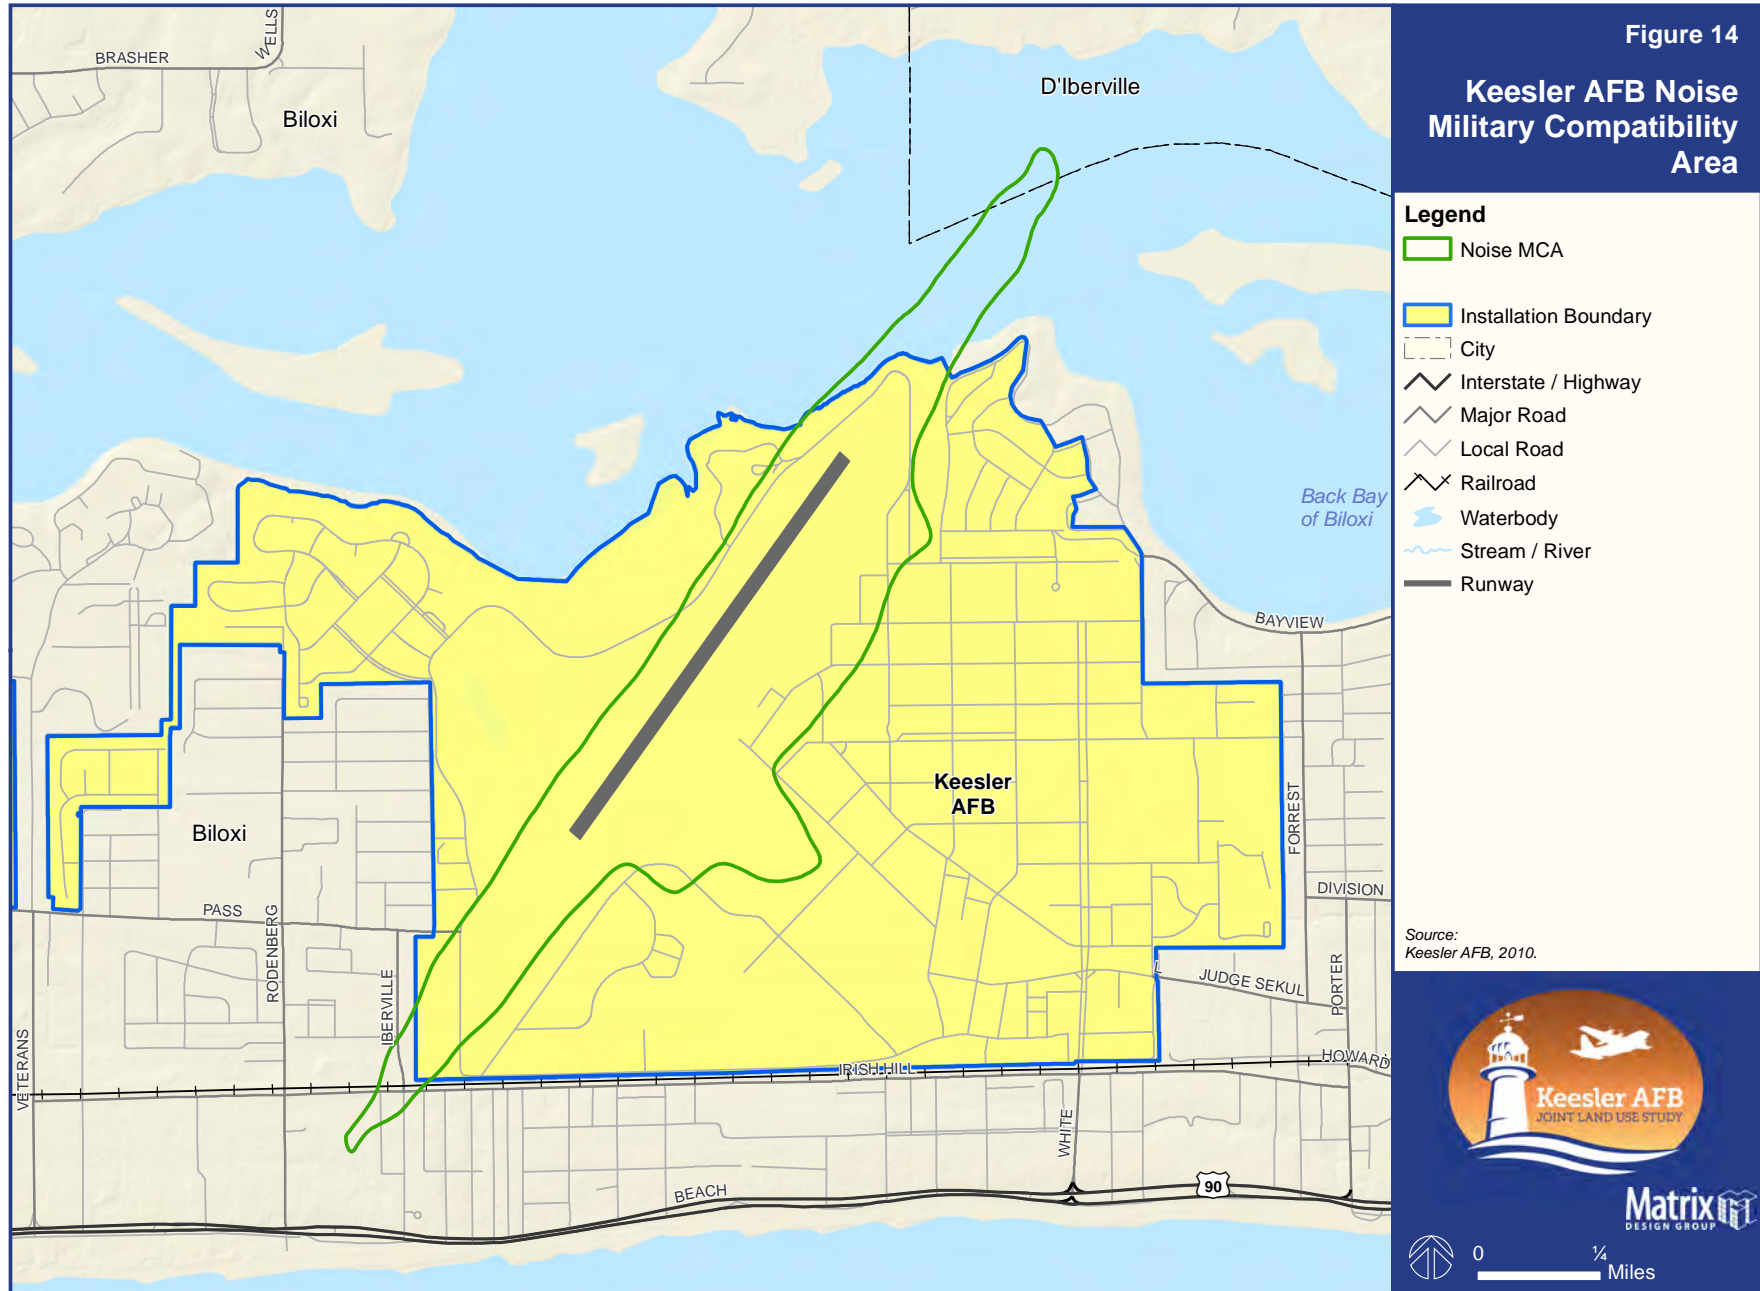 Figure 14
Keesler AFB Noise
Military Compatibility
Area
Legend
Noise MCA
Installation Boundary
City
Interstate / Highway
Major Road
Local Road
Railroad
Waterbody
Stream / River
Runway
Source:
Keesler AFB, 2010.
Keesler AFB
JOINT LAND USE STUDY
Matrix
DESIGN GROUP
0 ¼
Miles
BRASHER
WELLS
Biloxi
D'Iberville
Back Bay
of Biloxi
BAYVIEW
Keesler
AFB
Biloxi
FORREST
DIVISION
PASS
RODENBERG
IBERVILLE
L
JUDGE SEKUL
PORTER
VETERANS
IRISH HILL
HOWARD
WHITE
BEACH
90